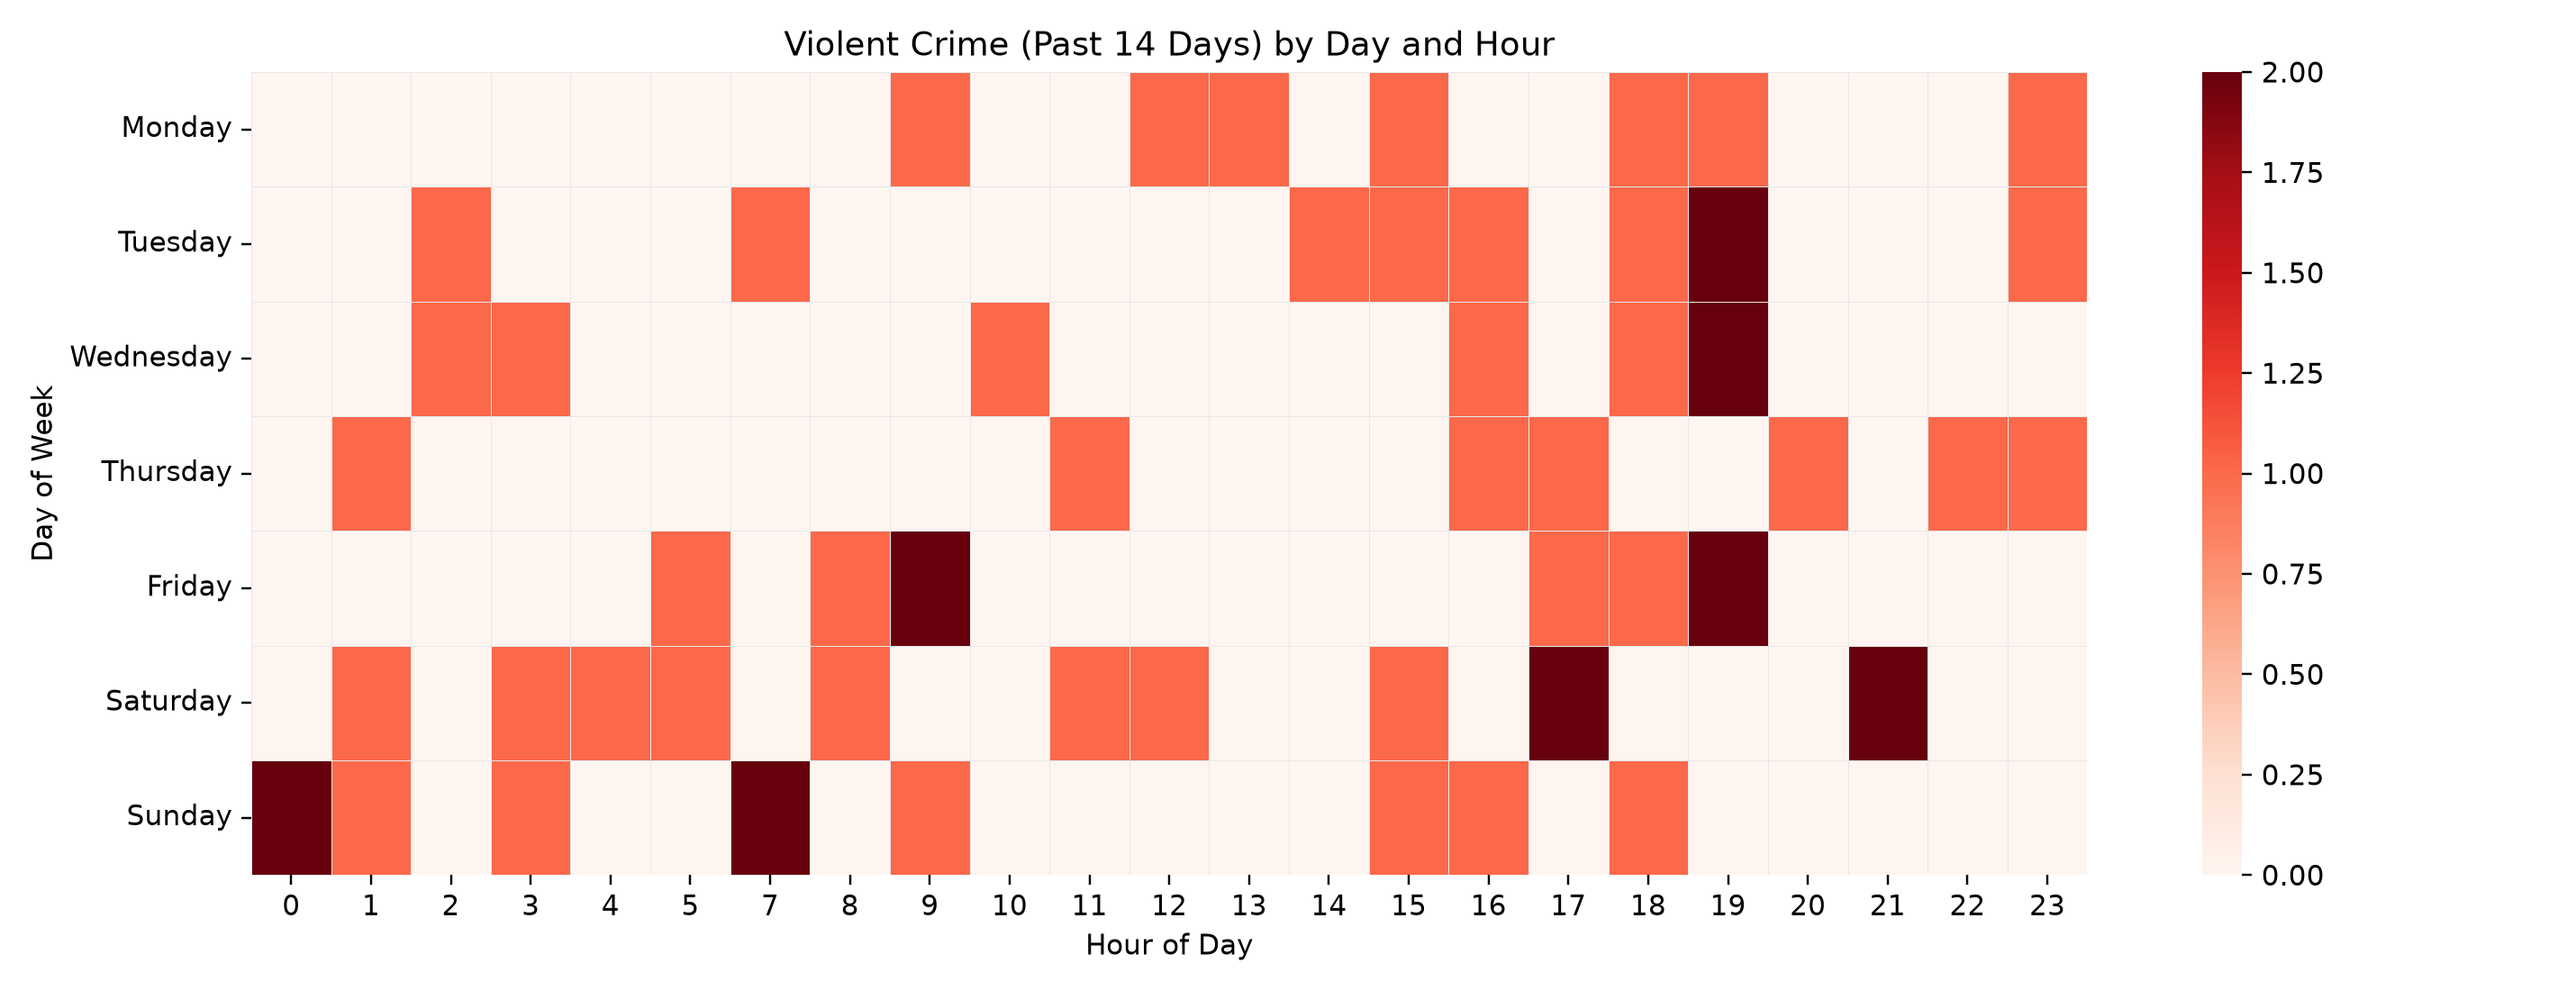 Violent Crime (Past 14 Days) by Day and Hour
Day of Week
Monday
Tuesday
Wednesday
Thursday
Friday
Saturday
Sunday
0 1 2 3 4 5 7 8 9 10 11 12 13 14 15 16 17 18 19 20 21 22 23
Hour of Day
2.00
1.75
1.50
1.25
1.00
0.75
0.50
0.25
0.00